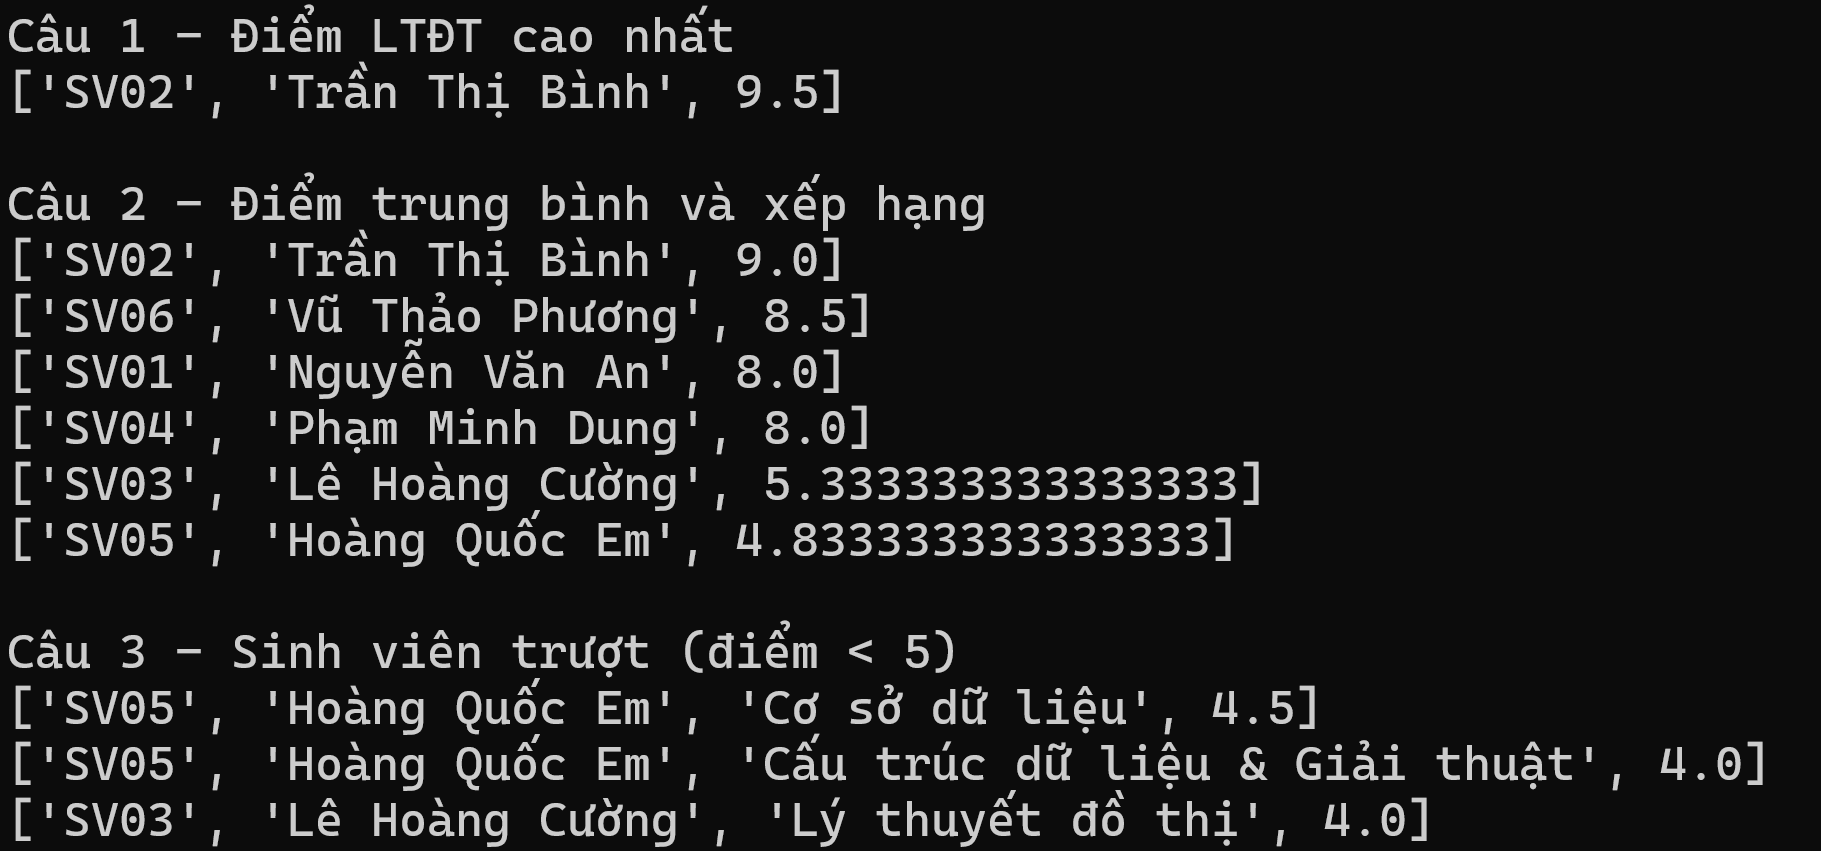 Câu 1 - Điểm LTĐT cao nhất
['SV02', 'Trần Thị Bình', 9.5]
Câu 2 - Điểm trung bình và xếp hạng
['SV02', 'Trần Thị Bình', 9.0]
['SV06', 'Vũ Thảo Phương', 8.5]
['SV01', 'Nguyễn Văn An', 8.0]
['SV04', 'Phạm Minh Dung', 8.0]
['SV03', 'Lê Hoàng Cường', 5.333333333333333]
['SV05', 'Hoàng Quốc Em', 4.833333333333333]
Câu 3 - Sinh viên trượt (điểm < 5)
['SV05', 'Hoàng Quốc Em', 'Cơ sở dữ liệu', 4.5]
['SV05', 'Hoàng Quốc Em', 'Cấu trúc dữ liệu & Giải thuật', 4.0]
['SV03', 'Lê Hoàng Cường', 'Lý thuyết đồ thị', 4.0]